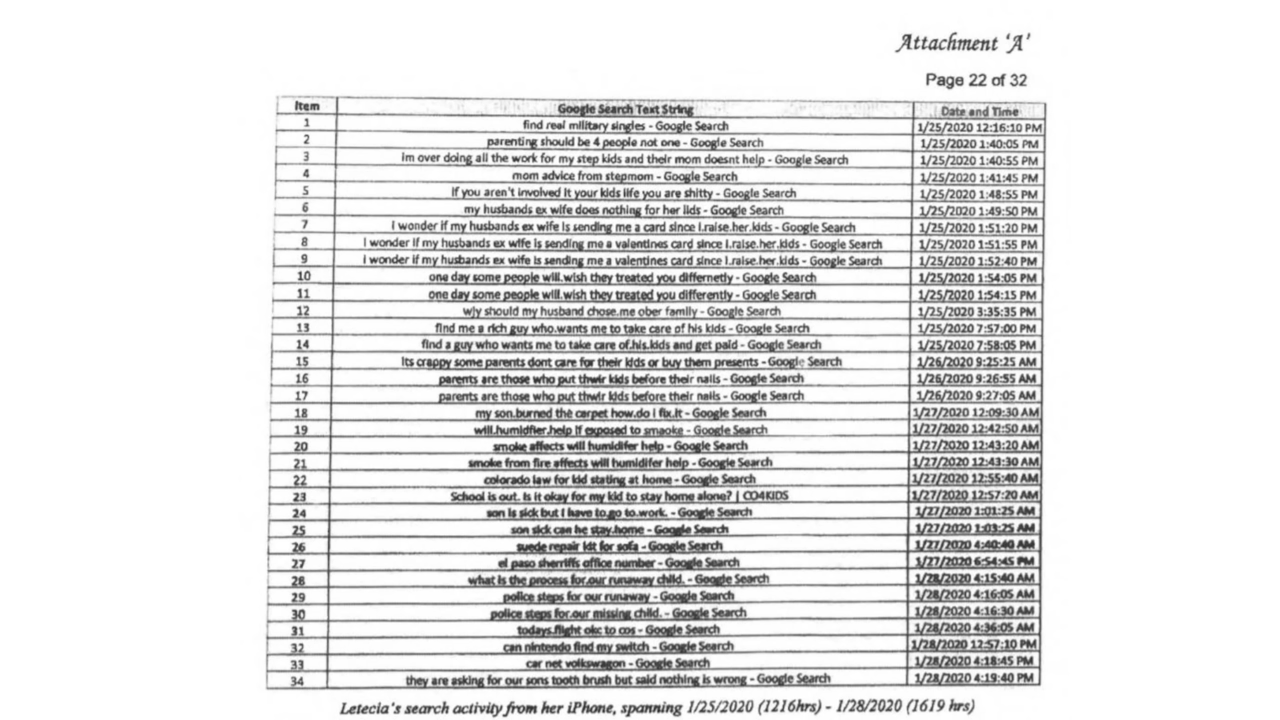 Attachment 'A'
Page 22 of 32
Item Google Search Text String Date and Time
1 find real military singles - Google Search 1/25/2020 12:16:10 PM
2 parenting should be 4 people not one - Google Search 1/25/2020 1:40:05 PM
3 im over doing all the work for my step kids and their mom doesnt help - Google Search 1/25/2020 1:40:55 PM
4 mom advice from stepmom - Google Search 1/25/2020 1:41:45 PM
5 If you aren't involved it your kids life you are shitty - Google Search 1/25/2020 1:48:55 PM
6 my husbands ex wife does nothing for her lids - Google Search 1/25/2020 1:49:50 PM
7 I wonder if my husbands ex wife is sending me a card since I.raise.her.kids - Google Search 1/25/2020 1:51:20 PM
8 I wonder if my husbands ex wife is sending me a valentines card since I.raise.her.kids - Google Search 1/25/2020 1:51:55 PM
9 I wonder if my husbands ex wife is sending me a valentines card since I.raise.her.kids - Google Search 1/25/2020 1:52:40 PM
10 one day some people will.wish they treated you differnetly - Google Search 1/25/2020 1:54:05 PM
11 one day some people will.wish they treated you differently - Google Search 1/25/2020 1:54:15 PM
12 wjy should my husband chose.me ober family - Google Search 1/25/2020 3:35:35 PM
13 find me a rich guy who.wants me to take care of his kids - Google Search 1/25/2020 7:57:00 PM
14 find a guy who wants me to take care of.his.kids and get paid - Google Search 1/25/2020 7:58:05 PM
15 Its crappy some parents dont care for their kids or buy them presents - Google Search 1/26/2020 9:25:25 AM
16 parents are those who put thwir kids before their nails - Google Search 1/26/2020 9:26:55 AM
17 parents are those who put thwir kids before their nails - Google Search 1/26/2020 9:27:05 AM
18 my son.burned the carpet how.do i fix.it - Google Search 1/27/2020 12:09:30 AM
19 will.humidfier.help if exposed to smaoke - Google Search 1/27/2020 12:42:50 AM
20 smoke affects will humidifer help - Google Search 1/27/2020 12:43:20 AM
21 smoke from fire affects will humidifer help - Google Search 1/27/2020 12:43:30 AM
22 colorado law for kid stating at home - Google Search 1/27/2020 12:55:40 AM
23 School is out. Is it okay for my kid to stay home alone? | CO4KIDS 1/27/2020 12:57:20 AM
24 son is sick but I have to.go to.work. - Google Search 1/27/2020 1:01:25 AM
25 son sick can he stay.home - Google Search 1/27/2020 1:03:25 AM
26 suede repair kit for sofa - Google Search 1/27/2020 4:40:40 AM
27 el paso sherriffs office number - Google Search 1/27/2020 6:54:45 PM
28 what is the process for.our runaway child. - Google Search 1/28/2020 4:15:40 AM
29 police steps for our runaway - Google Search 1/28/2020 4:16:05 AM
30 police steps for.our missing child. - Google Search 1/28/2020 4:16:30 AM
31 todays.flight okc to cos - Google Search 1/28/2020 4:36:05 AM
32 can nintendo find my switch - Google Search 1/28/2020 12:57:10 PM
33 car net volkswagon - Google Search 1/28/2020 4:18:45 PM
34 they are asking for our sons tooth brush but said nothing is wrong - Google Search 1/28/2020 4:19:40 PM
Letecia's search activity from her iPhone, spanning 1/25/2020 (1216hrs) - 1/28/2020 (1619 hrs)